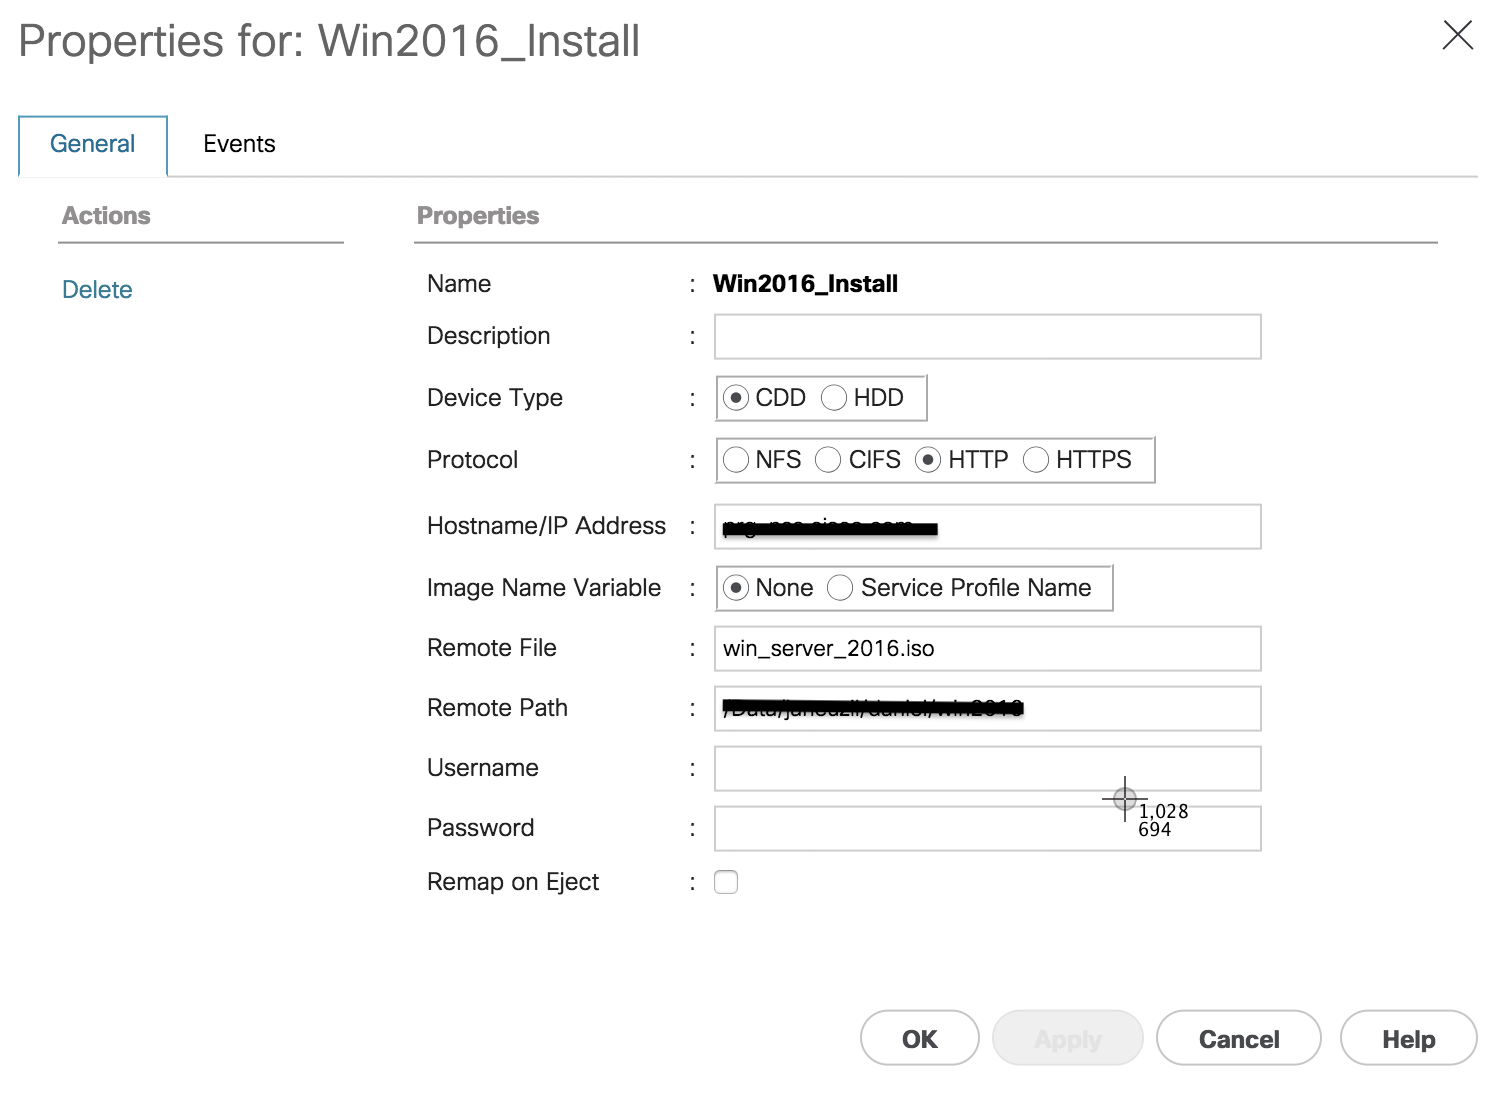 Properties for: Win2016_Install
General Events
Actions
Delete
Properties
Name : Win2016_Install
Description :
Device Type : CDD HDD
Protocol : NFS CIFS HTTP HTTPS
Hostname/IP Address :
Image Name Variable : None Service Profile Name
Remote File : win_server_2016.iso
Remote Path :
Username :
1,028
694
Password :
Remap on Eject :
OK Apply Cancel Help